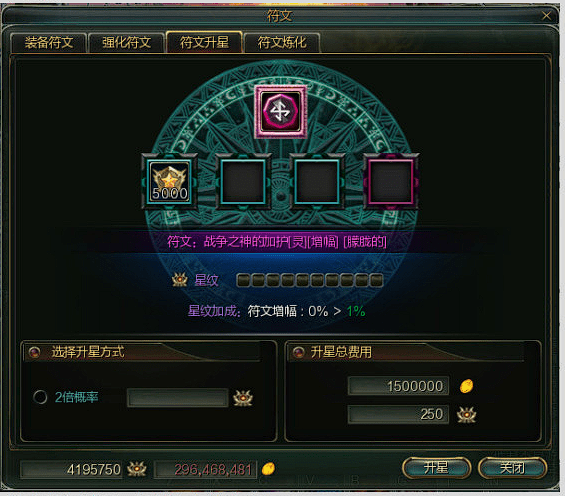 符文
装备符文 强化符文 符文升星 符文炼化
5000
符文：战争之神的加护[灵][增幅] [朦胧的]
星纹
星纹加成：符文增幅：0% > 1%
选择升星方式
2倍概率
升星总费用
1500000
250
4195750 296,468,481 开星 关闭